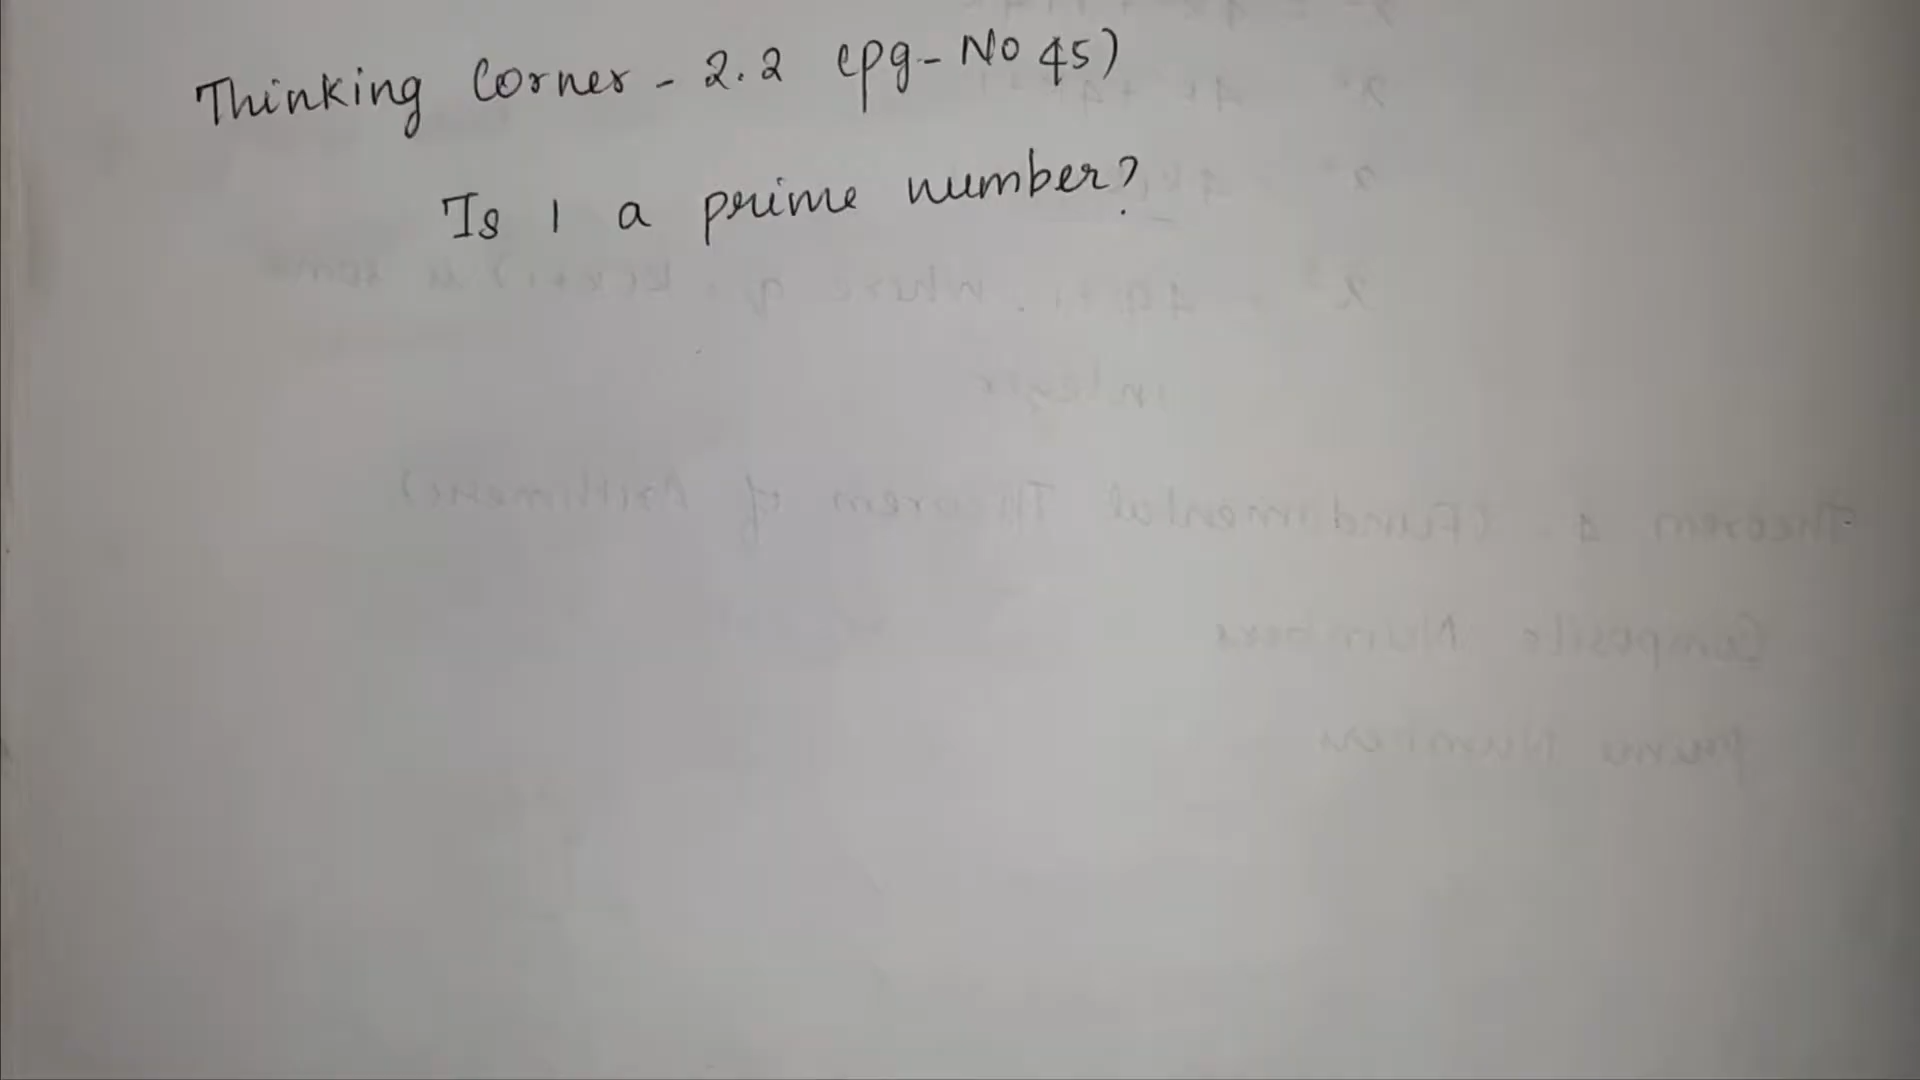 Thinking Corner - 2.2 (pg - No 45)
Is 1 a prime number?